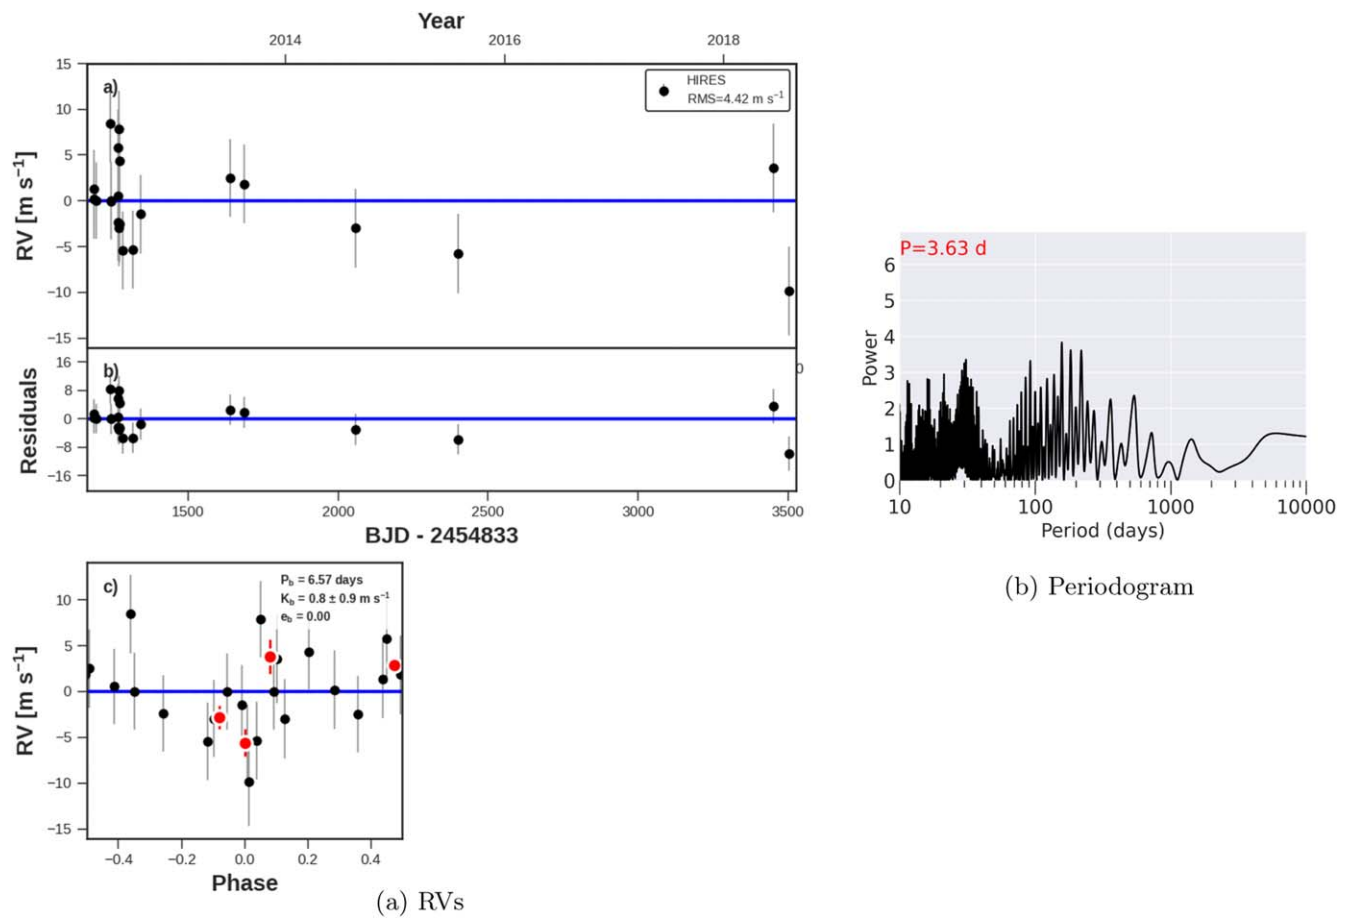 Year
2014 2016 2018
15
a)
HIRES
RMS=4.42 m s⁻¹
10
5
0
−5
−10
−15
RV [m s⁻¹]
b)
0
16
8
0
−8
−16
Residuals
1500 2000 2500 3000 3500
BJD - 2454833
c)
P_b = 6.57 days
K_b = 0.8 ± 0.9 m s⁻¹
e_b = 0.00
10
5
0
−5
−10
−15
RV [m s⁻¹]
−0.4 −0.2 0.0 0.2 0.4
Phase
(a) RVs
P=3.63 d
6
5
4
3
2
1
0
Power
10 100 1000 10000
Period (days)
(b) Periodogram